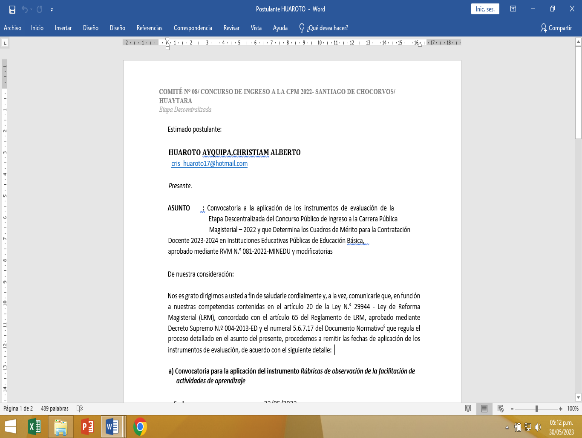 Postulante HUAROTO - Word
Inic. ses
Archivo Inicio Insertar Diseño Diseño Referencias Correspondencia Revisar Vista Ayuda ¿Qué desea hacer? Compartir
COMITÉ Nº 08/ CONCURSO DE INGRESO A LA CPM 2022- SANTIAGO DE CHOCORVOS/
HUAYTARA
Etapa Descentralizada
Estimado postulante:
HUAROTO AYQUIPA,CHRISTIAM ALBERTO
cris_huaroto17@hotmail.com
Presente.
ASUNTO : Convocatoria a la aplicación de los instrumentos de evaluación de la
Etapa Descentralizada del Concurso Público de Ingreso a la Carrera Pública
Magisterial – 2022 y que Determina los Cuadros de Mérito para la Contratación
Docente 2023-2024 en Instituciones Educativas Públicas de Educación Básica,
aprobado mediante RVM N.° 081-2022-MINEDU y modificatorias
De nuestra consideración:
Nos es grato dirigirnos a usted a fin de saludarle cordialmente y, a la vez, comunicarle que, en función
a nuestras competencias contenidas en el artículo 20 de la Ley N.° 29944 - Ley de Reforma
Magisterial (LRM), concordado con el artículo 65 del Reglamento de LRM, aprobado mediante
Decreto Supremo N.º 004-2013-ED y el numeral 5.6.7.17 del Documento Normativo¹ que regula el
proceso detallado en el asunto del presente, procedemos a remitir las fechas de aplicación de los
instrumentos de evaluación, de acuerdo con el siguiente detalle:
a) Convocatoria para la aplicación del instrumento Rúbricas de observación de la facilitación de
actividades de aprendizaje
Página 1 de 2 409 palabras 100%
05:12 p.m.
30/05/2023